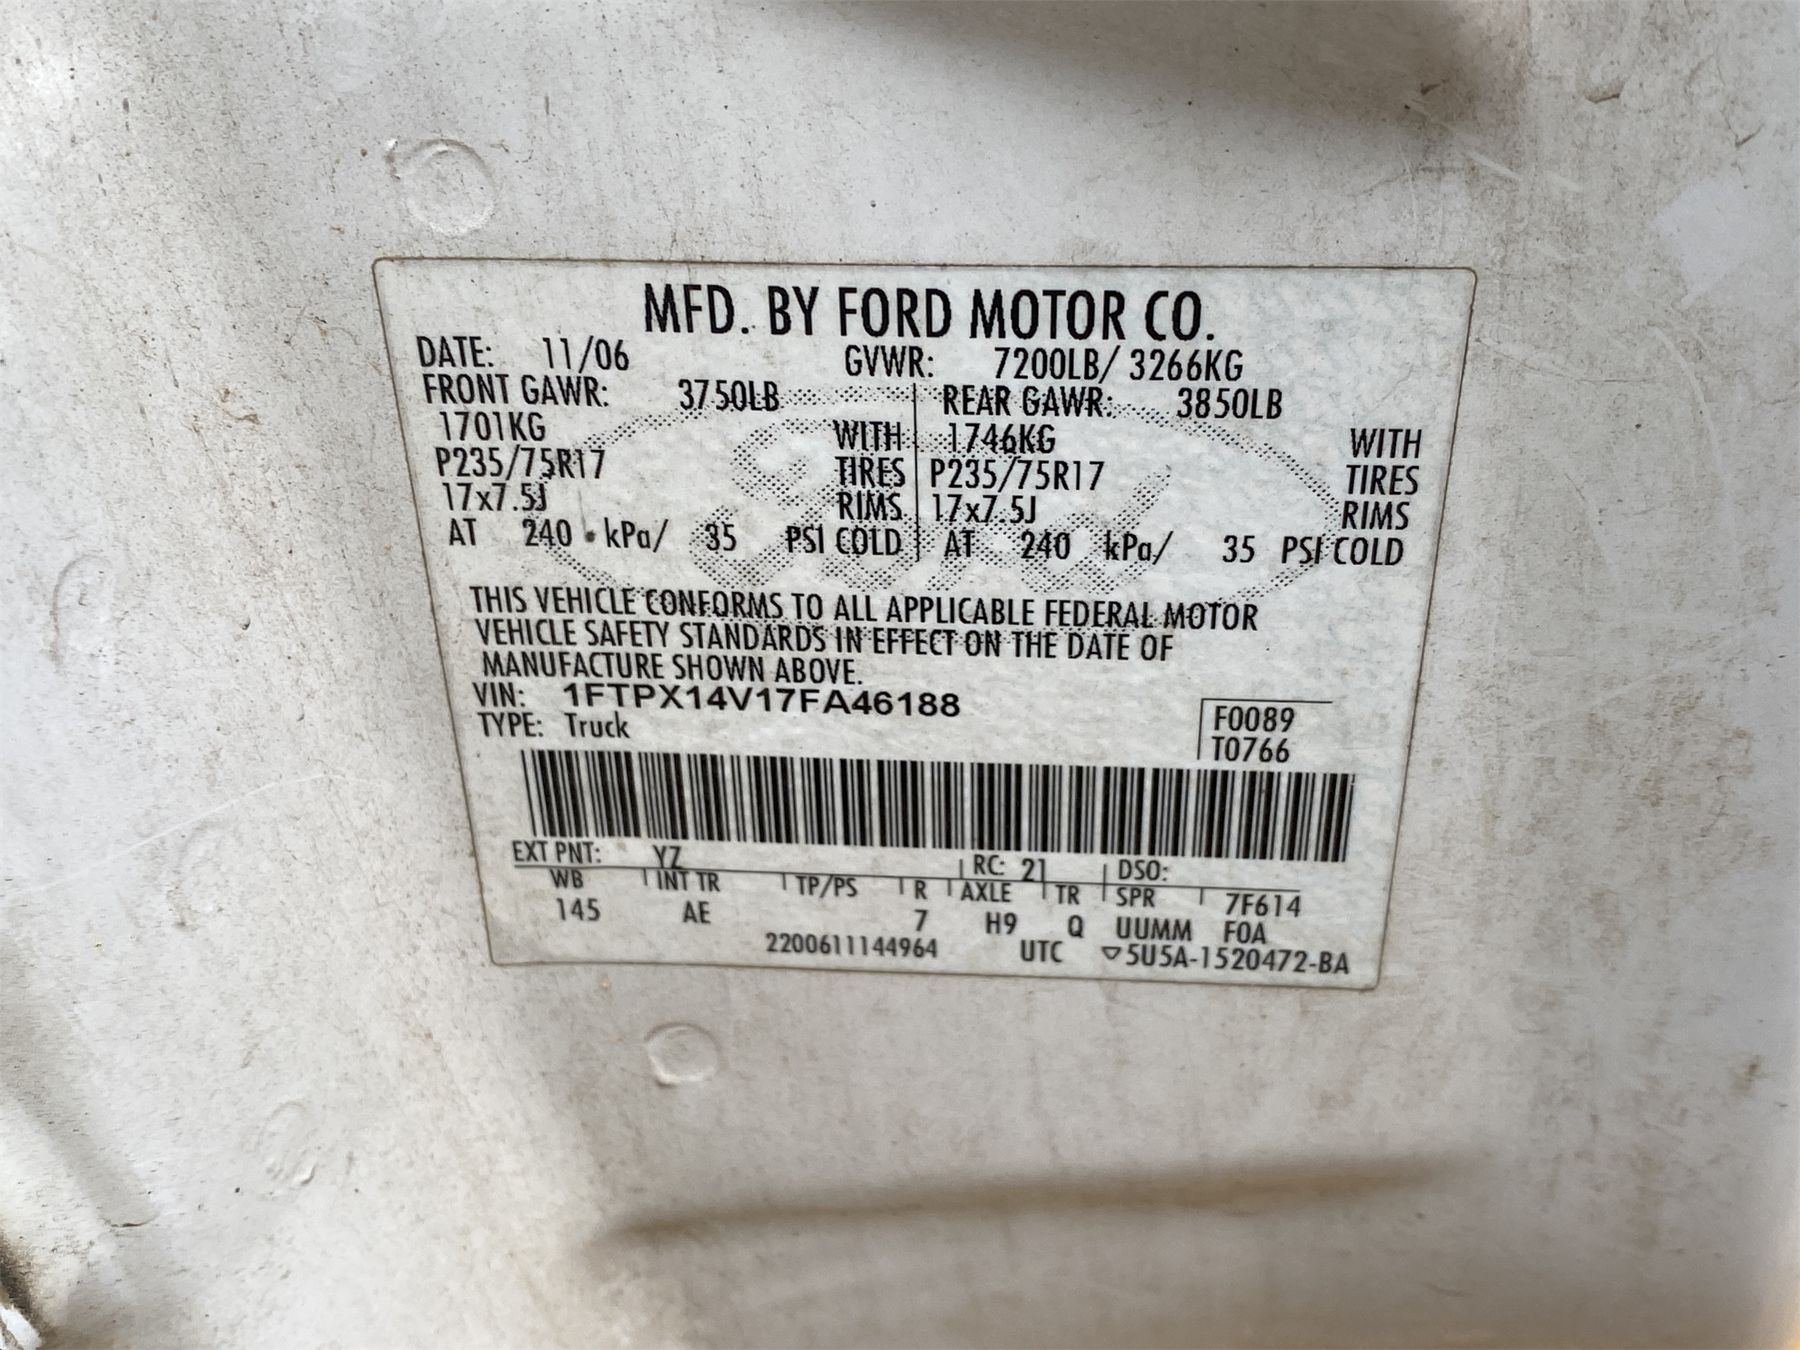 MFD. BY FORD MOTOR CO.
DATE: 11/06 GVWR: 7200LB/ 3266KG
FRONT GAWR: 3750LB REAR GAWR: 3850LB
1701KG WITH 1746KG WITH
P235/75R17 TIRES P235/75R17 TIRES
17x7.5J RIMS 17x7.5J RIMS
AT 240 kPa/ 35 PSI COLD AT 240 kPa/ 35 PSI COLD
THIS VEHICLE CONFORMS TO ALL APPLICABLE FEDERAL MOTOR
VEHICLE SAFETY STANDARDS IN EFFECT ON THE DATE OF
MANUFACTURE SHOWN ABOVE.
VIN: 1FTPX14V17FA46188
TYPE: Truck
F0089
T0766
EXT PNT: YZ RC: 21 DSO:
WB INT TR TP/PS R AXLE TR SPR 7F614
145 AE 7 H9 Q UUMM F0A
2200611144964 UTC ▽5U5A-1520472-BA